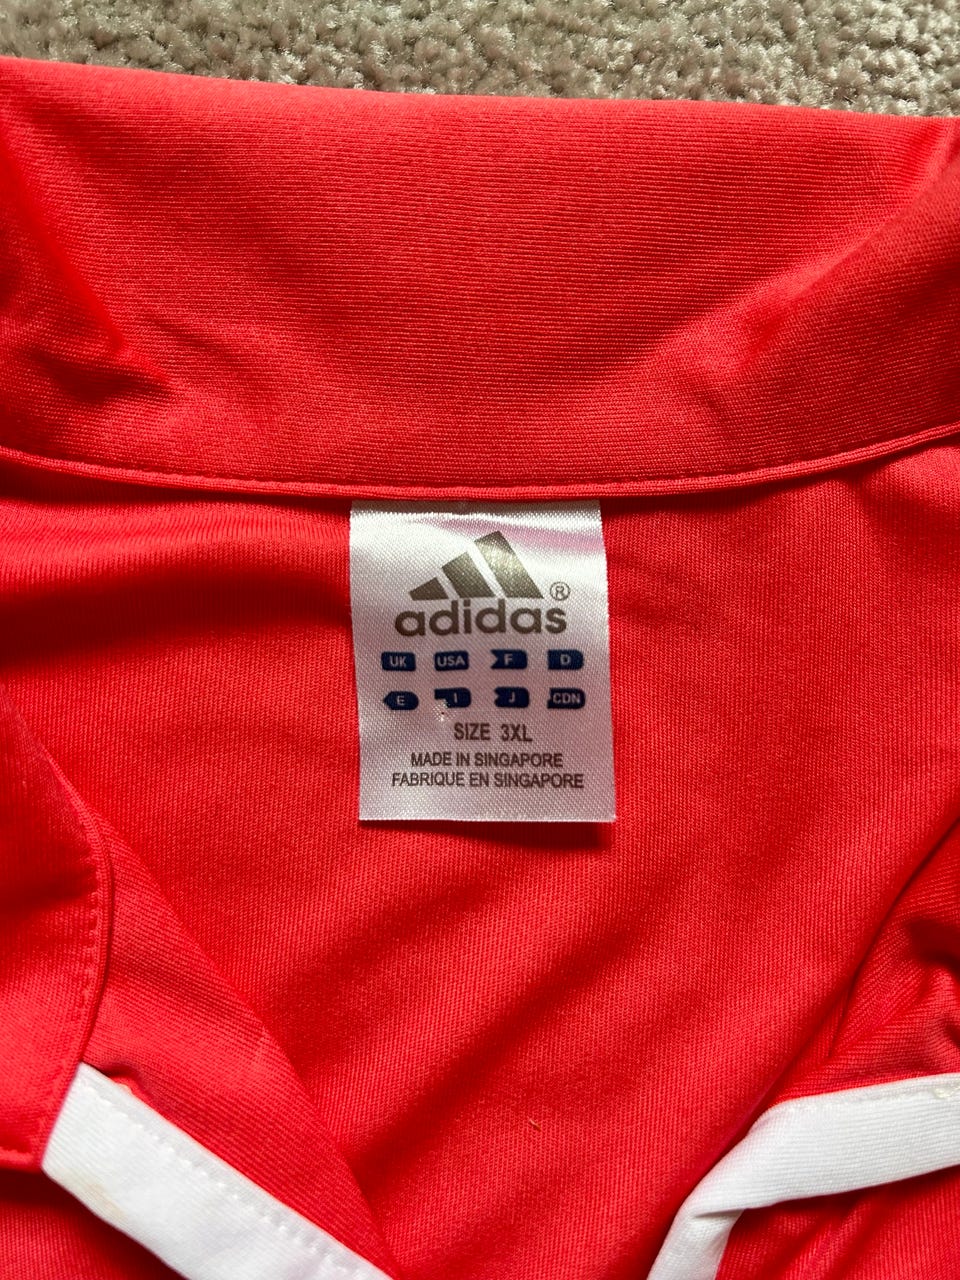 adidas®
UK USA F D
E I J CDN
SIZE 3XL
MADE IN SINGAPORE
FABRIQUE EN SINGAPORE